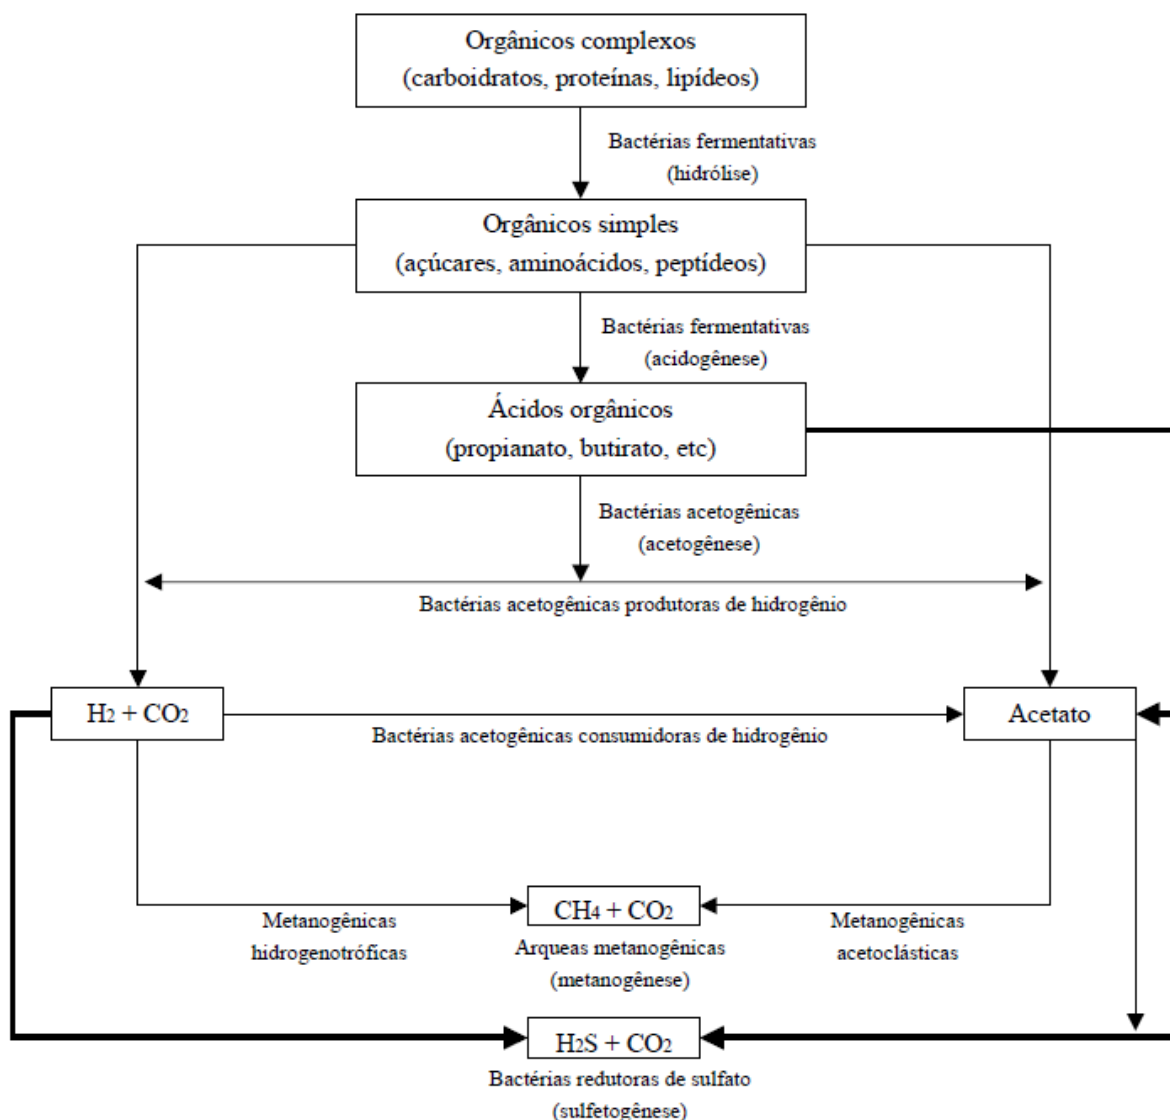 Orgânicos complexos
(carboidratos, proteínas, lipídeos)
Bactérias fermentativas
(hidrólise)
Orgânicos simples
(açúcares, aminoácidos, peptídeos)
Bactérias fermentativas
(acidogênese)
Ácidos orgânicos
(propianato, butirato, etc)
Bactérias acetogênicas
(acetogênese)
Bactérias acetogênicas produtoras de hidrogênio
H2 + CO2
Acetato
Bactérias acetogênicas consumidoras de hidrogênio
CH4 + CO2
Metanogênicas
hidrogenotróficas
Arqueas metanogênicas
(metanogênese)
Metanogênicas
acetoclásticas
H2S + CO2
Bactérias redutoras de sulfato
(sulfetogênese)